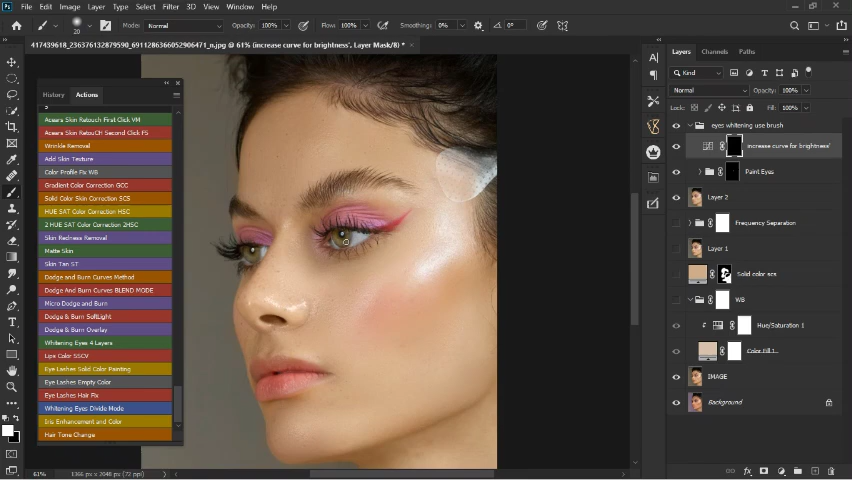 File Edit Image Layer Type Select Filter 3D View Window Help
20 Mode: Normal Opacity: 100% Flow: 100% Smoothing: 0% 0°
417439618_236376132879590_6911286366052906471_n.jpg @ 61% (increase curve for brightness', Layer Mask/8) *
History Actions
Aceers Skin Retouch First Click VM
Aceers Skin RetouCH Second Click FS
Wrinkle Removal
Add Skin Texture
Color Profile Fix WB
Gradient Color Correction GCC
Solid Color Skin Correction SCS
HUE SAT Color Correction HSC
2 HUE SAT Color Correction 2HSC
Skin Redness Removal
Matte Skin
Skin Tan ST
Dodge and Burn Curves Method
Dodge And Burn Curves BLEND MODE
Micro Dodge and Burn
Dodge & Burn SoftLight
Dodge & Burn Overlay
Whitening Eyes 4 Layers
Lips Color SSCV
Eye Lashes Solid Color Painting
Eye Lashes Empty Color
Eye Lashes Hair Fix
Whitening Eyes Divide Mode
Iris Enhancement and Color
Hair Tone Change
61% 1366 px x 2048 px (72 ppi)
Layers Channels Paths
Kind
Normal Opacity: 100%
Lock: Fill: 100%
eyes whitening use brush
increase curve for brightness'
Paint Eyes
Layer 2
Frequency Separation
Layer 1
Solid color scs
WB
Hue/Saturation 1
Color Fill 1
IMAGE
Background